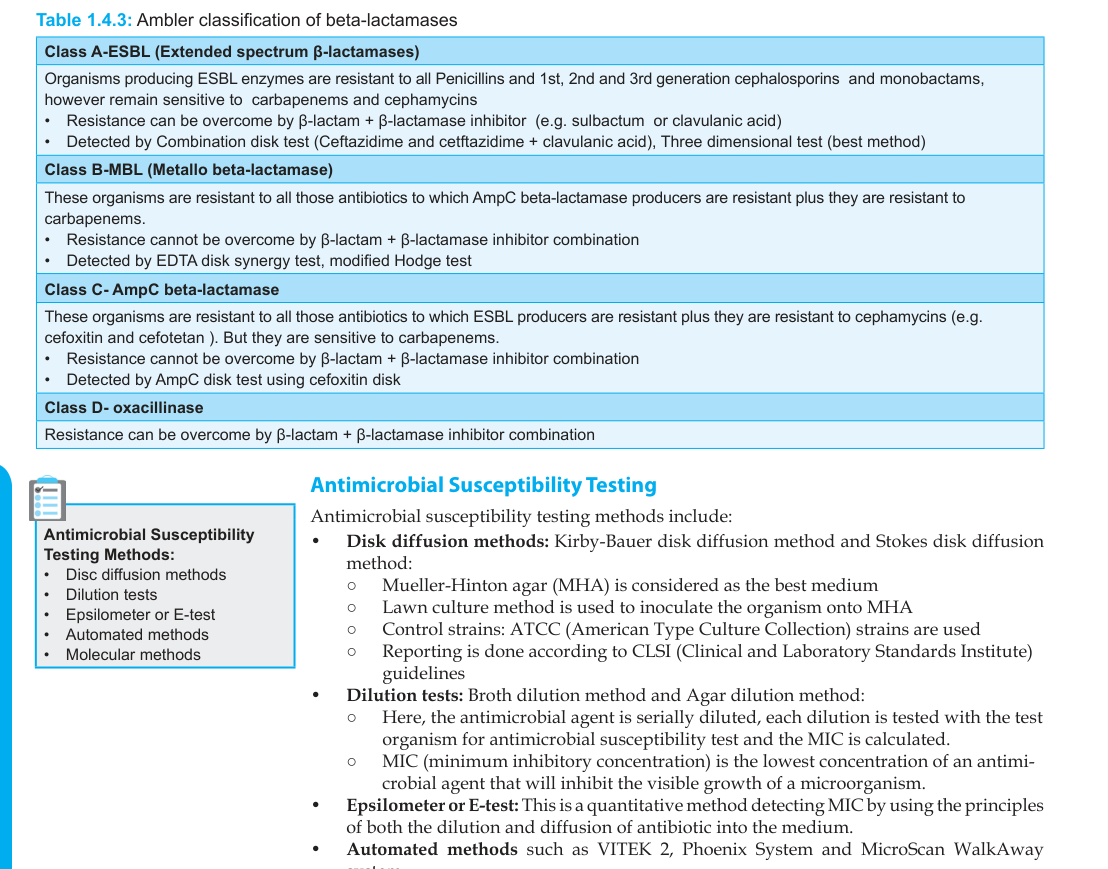 Table 1.4.3: Ambler classification of beta-lactamases
Class A-ESBL (Extended spectrum β-lactamases)
Organisms producing ESBL enzymes are resistant to all Penicillins and 1st, 2nd and 3rd generation cephalosporins and monobactams,
however remain sensitive to carbapenems and cephamycins
• Resistance can be overcome by β-lactam + β-lactamase inhibitor (e.g. sulbactum or clavulanic acid)
• Detected by Combination disk test (Ceftazidime and cetftazidime + clavulanic acid), Three dimensional test (best method)
Class B-MBL (Metallo beta-lactamase)
These organisms are resistant to all those antibiotics to which AmpC beta-lactamase producers are resistant plus they are resistant to
carbapenems.
• Resistance cannot be overcome by β-lactam + β-lactamase inhibitor combination
• Detected by EDTA disk synergy test, modified Hodge test
Class C- AmpC beta-lactamase
These organisms are resistant to all those antibiotics to which ESBL producers are resistant plus they are resistant to cephamycins (e.g.
cefoxitin and cefotetan ). But they are sensitive to carbapenems.
• Resistance cannot be overcome by β-lactam + β-lactamase inhibitor combination
• Detected by AmpC disk test using cefoxitin disk
Class D- oxacillinase
Resistance can be overcome by β-lactam + β-lactamase inhibitor combination
Antimicrobial Susceptibility
Testing Methods:
• Disc diffusion methods
• Dilution tests
• Epsilometer or E-test
• Automated methods
• Molecular methods
Antimicrobial Susceptibility Testing
Antimicrobial susceptibility testing methods include:
• Disk diffusion methods: Kirby-Bauer disk diffusion method and Stokes disk diffusion
method:
○ Mueller-Hinton agar (MHA) is considered as the best medium
○ Lawn culture method is used to inoculate the organism onto MHA
○ Control strains: ATCC (American Type Culture Collection) strains are used
○ Reporting is done according to CLSI (Clinical and Laboratory Standards Institute)
guidelines
• Dilution tests: Broth dilution method and Agar dilution method:
○ Here, the antimicrobial agent is serially diluted, each dilution is tested with the test
organism for antimicrobial susceptibility test and the MIC is calculated.
○ MIC (minimum inhibitory concentration) is the lowest concentration of an antimi-
crobial agent that will inhibit the visible growth of a microorganism.
• Epsilometer or E-test: This is a quantitative method detecting MIC by using the principles
of both the dilution and diffusion of antibiotic into the medium.
• Automated methods such as VITEK 2, Phoenix System and MicroScan WalkAway